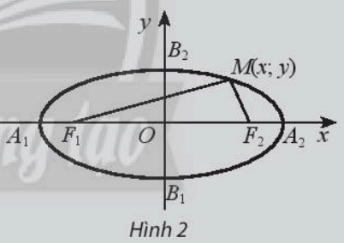 y
B₂
M(x; y)
A₁ F₁ O F₂ A₂ x
B₁
Hình 2